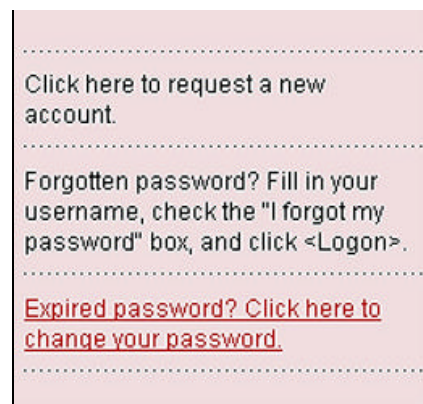 Click here to request a new
account.
Forgotten password? Fill in your
username, check the "I forgot my
password" box, and click <Logon>.
Expired password? Click here to
change your password.